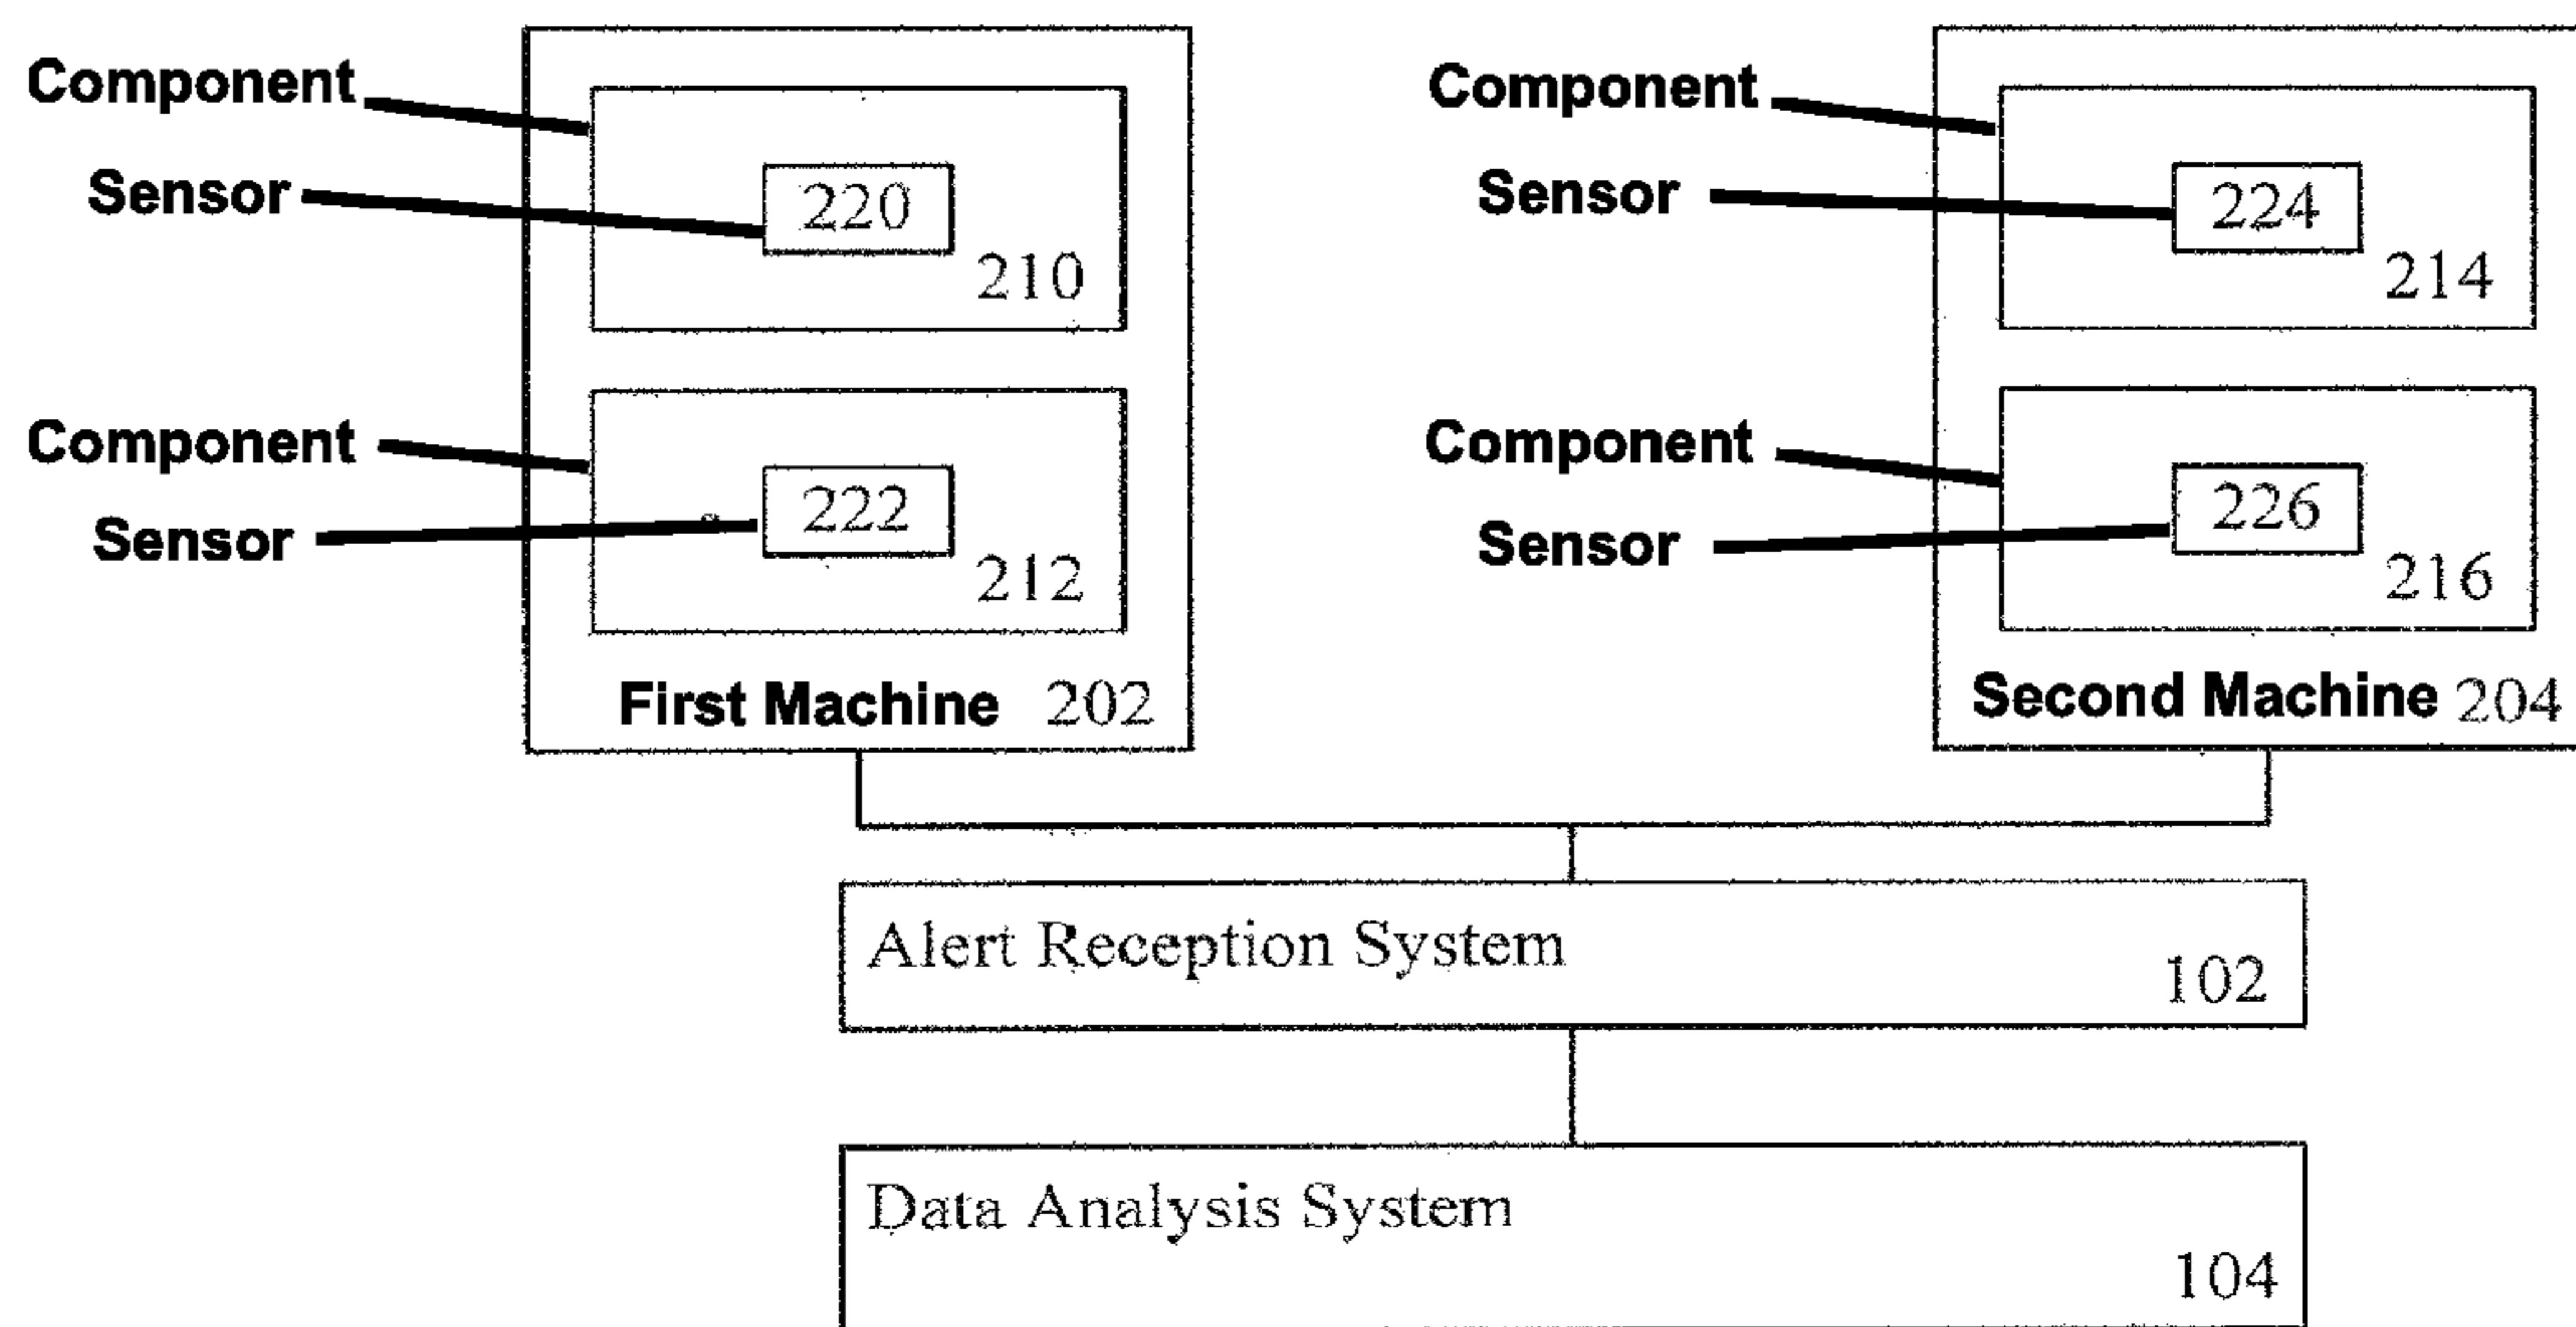 Component
Sensor
220
210
Component
Sensor
222
212
First Machine 202
Component
Sensor
224
214
Component
Sensor
226
216
Second Machine 204
Alert Reception System
102
Data Analysis System
104